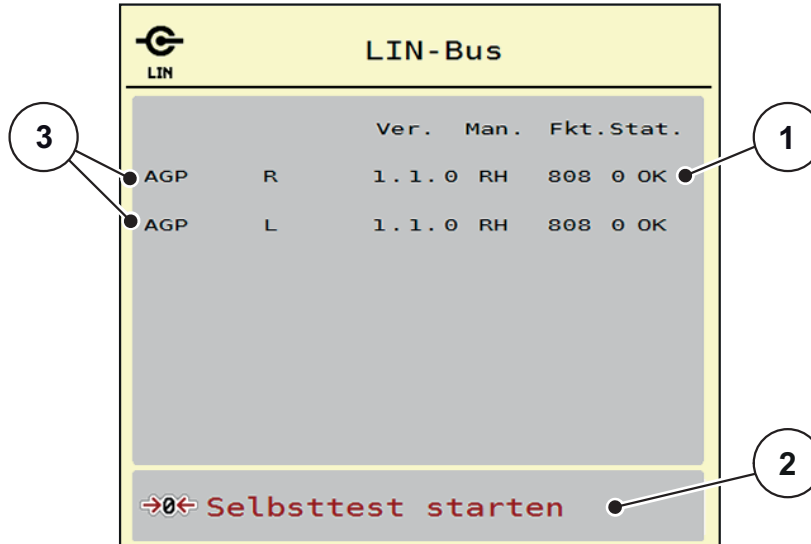 LIN-Bus
LIN
Ver. Man. Fkt.Stat.
3
1
AGP R 1.1.0 RH 808 0 OK
AGP L 1.1.0 RH 808 0 OK
2
→0← Selbsttest starten